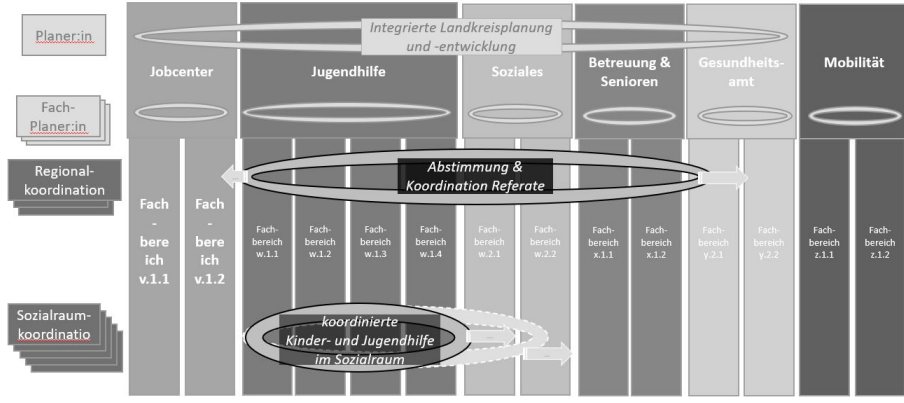 Planer:in
Integrierte Landkreisplanung
und -entwicklung
Jobcenter
Jugendhilfe
Soziales
Betreuung &
Senioren
Gesundheits-
amt
Mobilität
Fach-
Planer:in
Regional-
koordination
Abstimmung &
Koordination Referate
Fach
-
bere
ich
v.1.1
Fach
-
bere
ich
v.1.2
Fach-
bereich
w.1.1
Fach-
bereich
w.1.2
Fach-
bereich
w.1.3
Fach-
bereich
w.1.4
Fach-
bereich
w.2.1
Fach-
bereich
w.2.2
Fach-
bereich
x.1.1
Fach-
bereich
x.1.2
Fach-
bereich
y.2.1
Fach-
bereich
y.2.2
Fach-
bereich
z.1.1
Fach-
bereich
z.1.2
Sozialraum-
koordinatio
koordinierte
Kinder- und Jugendhilfe
im Sozialraum